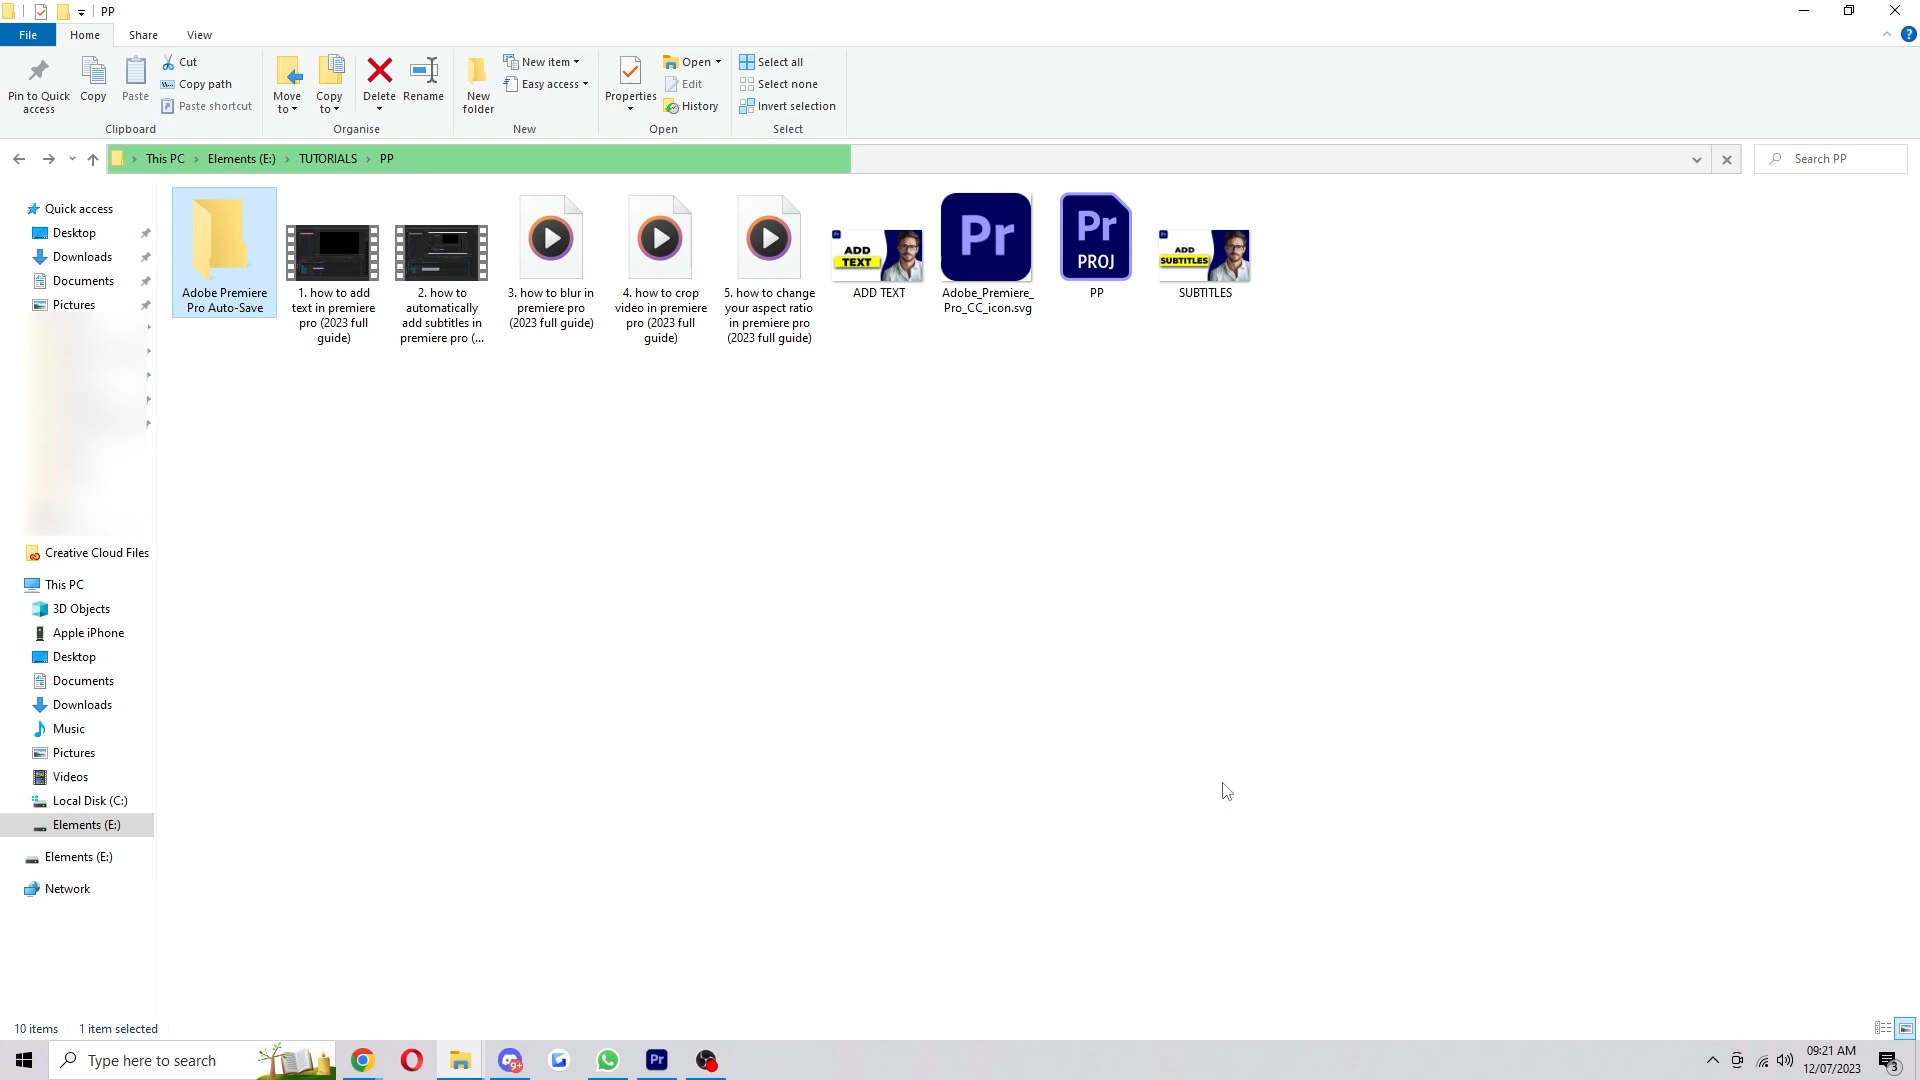 PP
File Home Share View
Pin to Quick access
Copy
Paste
Cut
Copy path
Paste shortcut
Clipboard
Move to
Copy to
Delete
Rename
Organise
New folder
New item
Easy access
New
Properties
Open
Edit
History
Open
Select all
Select none
Invert selection
Select
This PC > Elements (E:) > TUTORIALS > PP
Search PP
Quick access
Desktop
Downloads
Documents
Pictures
Creative Cloud Files
This PC
3D Objects
Apple iPhone
Desktop
Documents
Downloads
Music
Pictures
Videos
Local Disk (C:)
Elements (E:)
Elements (E:)
Network
Adobe Premiere
Pro Auto-Save
1. how to add
text in premiere
pro (2023 full
guide)
2. how to
automatically
add subtitles in
premiere pro (...
3. how to blur in
premiere pro
(2023 full guide)
4. how to crop
video in premiere
pro (2023 full
guide)
5. how to change
your aspect ratio
in premiere pro
(2023 full guide)
ADD
TEXT
ADD TEXT
Pr
Adobe_Premiere_
Pro_CC_icon.svg
Pr
PROJ
PP
ADD
SUBTITLES
SUBTITLES
10 items 1 item selected
Type here to search
9+
Pr
09:21 AM
12/07/2023
3